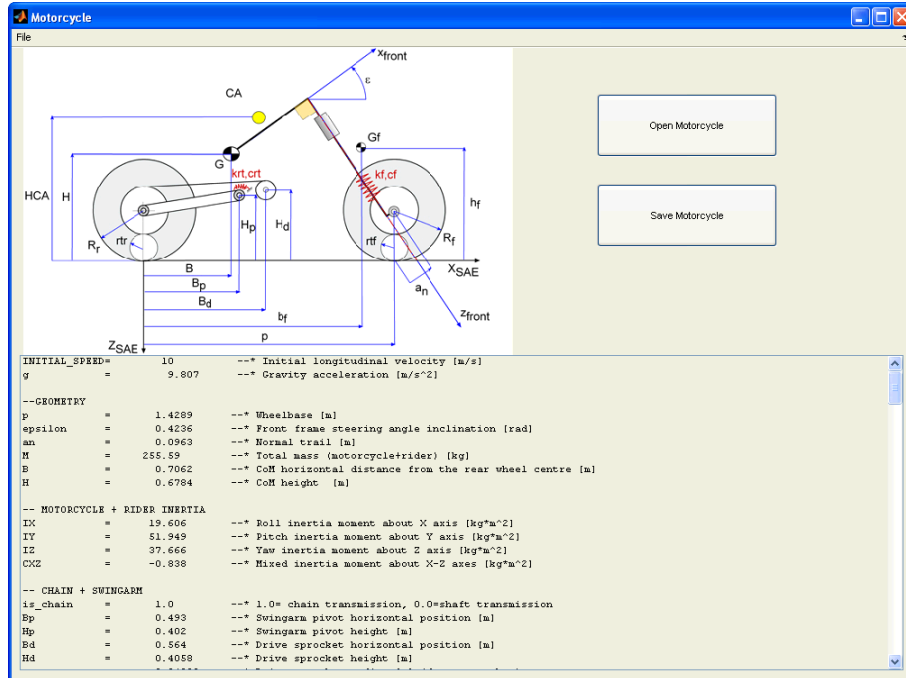 Motorcycle
File
xfront
ε
CA
Open Motorcycle
Gf
G
krt,crt
kf,cf
Save Motorcycle
HCA
H
Hp
Hd
hf
Rr
rtr
rtf
Rf
B
XSAE
Bp
an
Bd
bf
zfront
p
ZSAE
INITIAL_SPEED= 10 --* Initial longitudinal velocity [m/s]
g = 9.807 --* Gravity acceleration [m/s^2]
--GEOMETRY
p = 1.4289 --* Wheelbase [m]
epsilon = 0.4236 --* Front frame steering angle inclination [rad]
an = 0.0963 --* Normal trail [m]
M = 255.59 --* Total mass (motorcycle+rider) [kg]
B = 0.7062 --* CoM horizontal distance from the rear wheel centre [m]
H = 0.6784 --* CoM height [m]
-- MOTORCYCLE + RIDER INERTIA
IX = 19.606 --* Roll inertia moment about X axis [kg*m^2]
IY = 51.949 --* Pitch inertia moment about Y axis [kg*m^2]
IZ = 37.666 --* Yaw inertia moment about Z axis [kg*m^2]
CXZ = -0.838 --* Mixed inertia moment about X-Z axes [kg*m^2]
-- CHAIN + SWINGARM
is_chain = 1.0 --* 1.0= chain transmission, 0.0=shaft transmission
Bp = 0.493 --* Swingarm pivot horizontal position [m]
Hp = 0.402 --* Swingarm pivot height [m]
Bd = 0.564 --* Drive sprocket horizontal position [m]
Hd = 0.4058 --* Drive sprocket height [m]